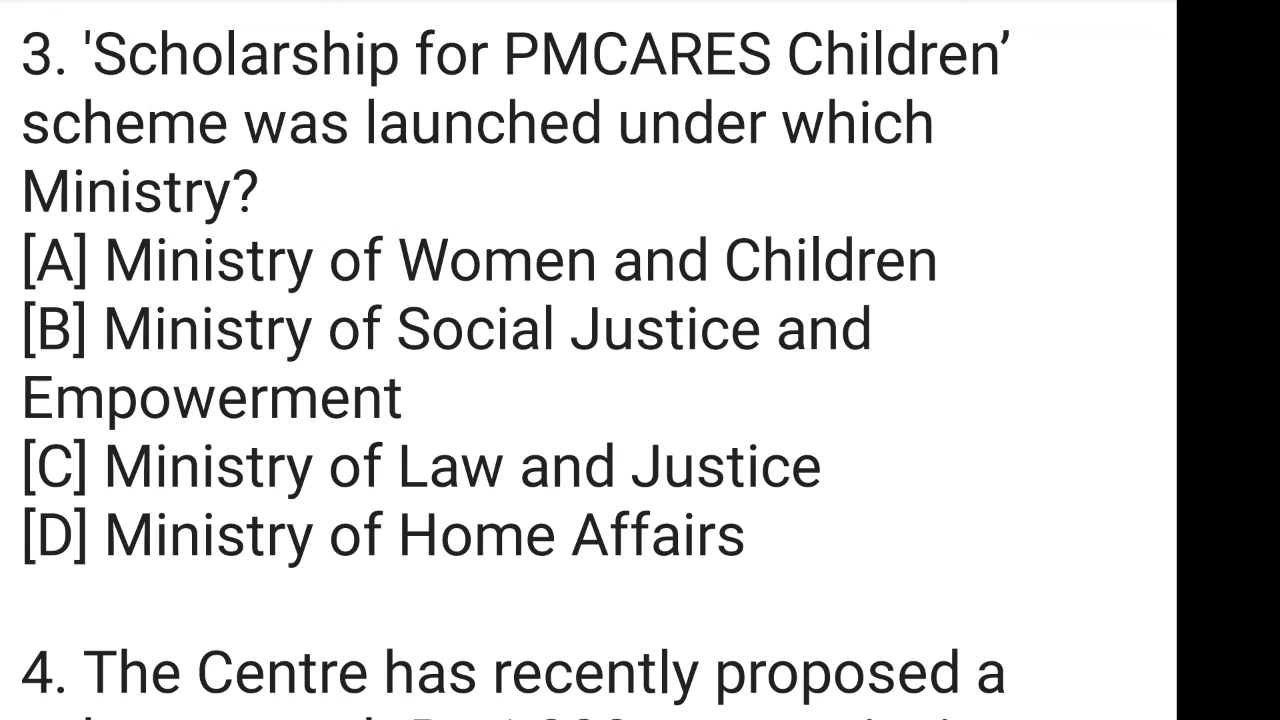 3. 'Scholarship for PMCARES Children’
scheme was launched under which
Ministry?
[A] Ministry of Women and Children
[B] Ministry of Social Justice and
Empowerment
[C] Ministry of Law and Justice
[D] Ministry of Home Affairs
4. The Centre has recently proposed a